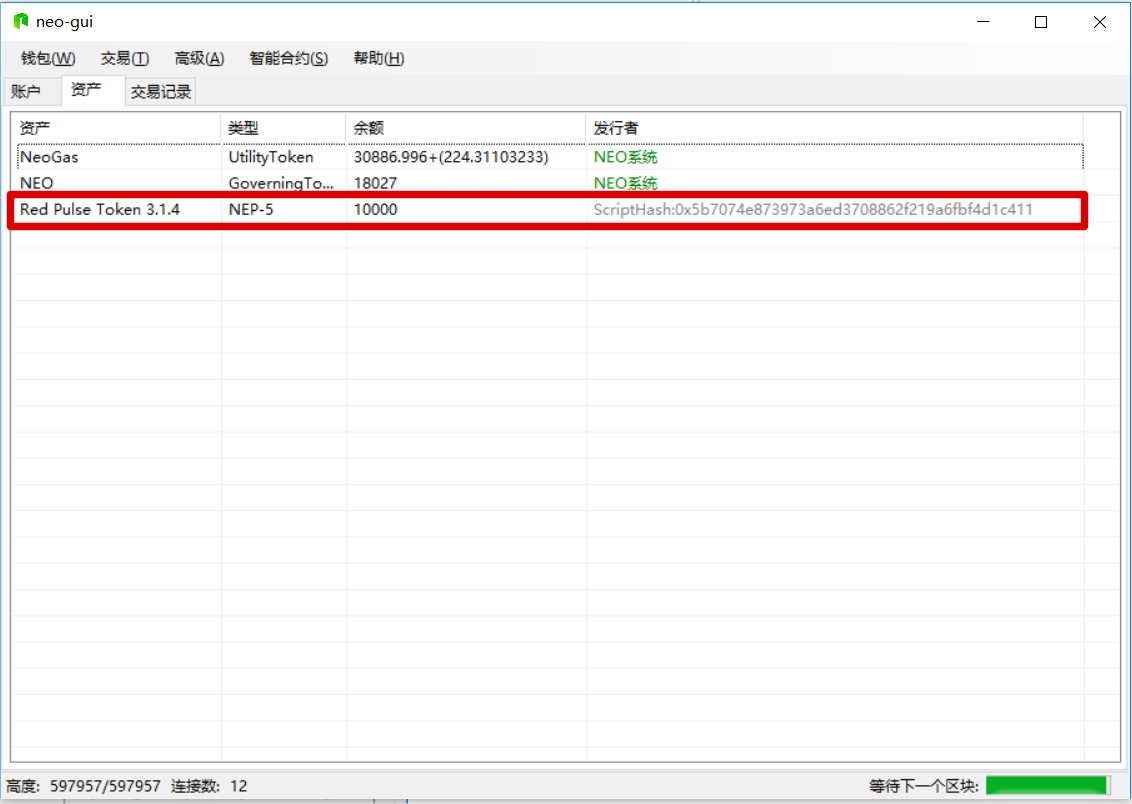 neo-gui
钱包(W) 交易(T) 高级(A) 智能合约(S) 帮助(H)
账户 资产 交易记录
资产 类型 余额 发行者
NeoGas UtilityToken 30886.996+(224.31103233) NEO系统
NEO GoverningTo... 18027 NEO系统
Red Pulse Token 3.1.4 NEP-5 10000 ScriptHash:0x5b7074e873973a6ed3708862f219a6fbf4d1c411
高度: 597957/597957 连接数: 12 等待下一个区块: